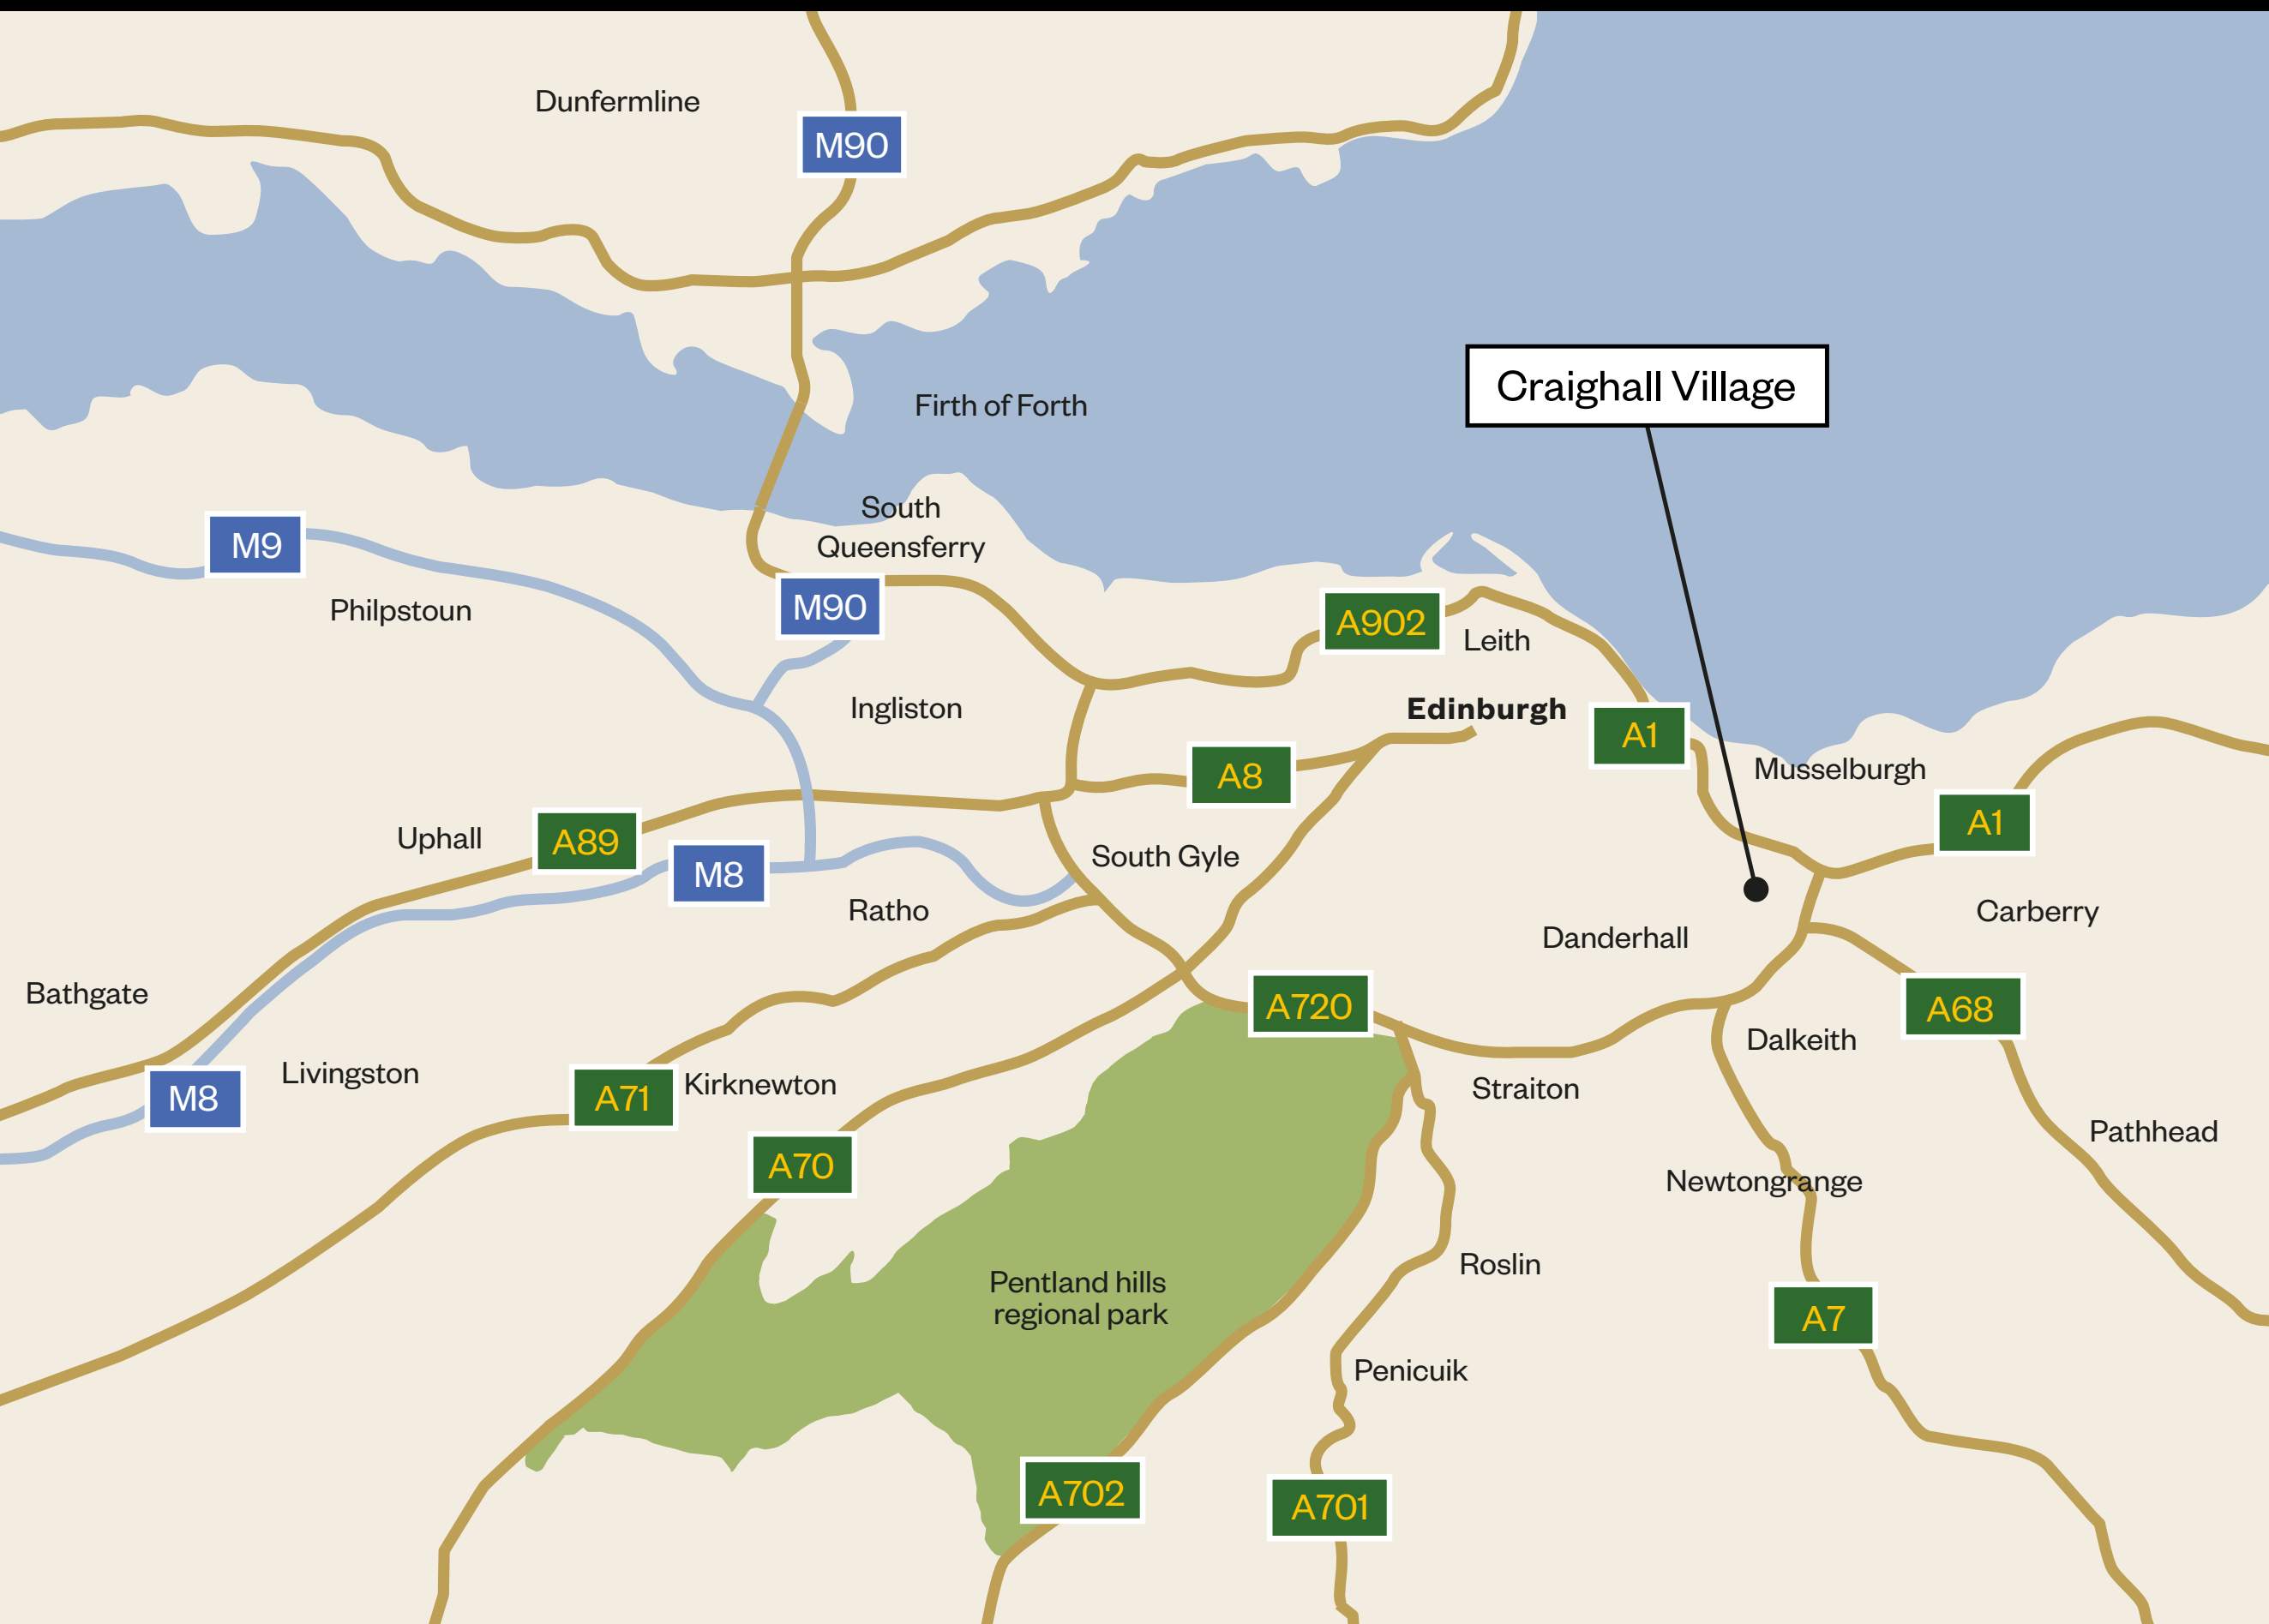 Dunfermline
M90
Craighall Village
Firth of Forth
South
Queensferry
M9
M90
Philpstoun
A902
Leith
Ingliston
Edinburgh
A1
Musselburgh
A8
A1
Uphall
A89
M8
South Gyle
Ratho
Carberry
Danderhall
Bathgate
A720
A68
Dalkeith
Livingston
Kirknewton
Straiton
M8
A71
Pathhead
A70
Newtongrange
Roslin
Pentland hills
regional park
A7
Penicuik
A702
A701